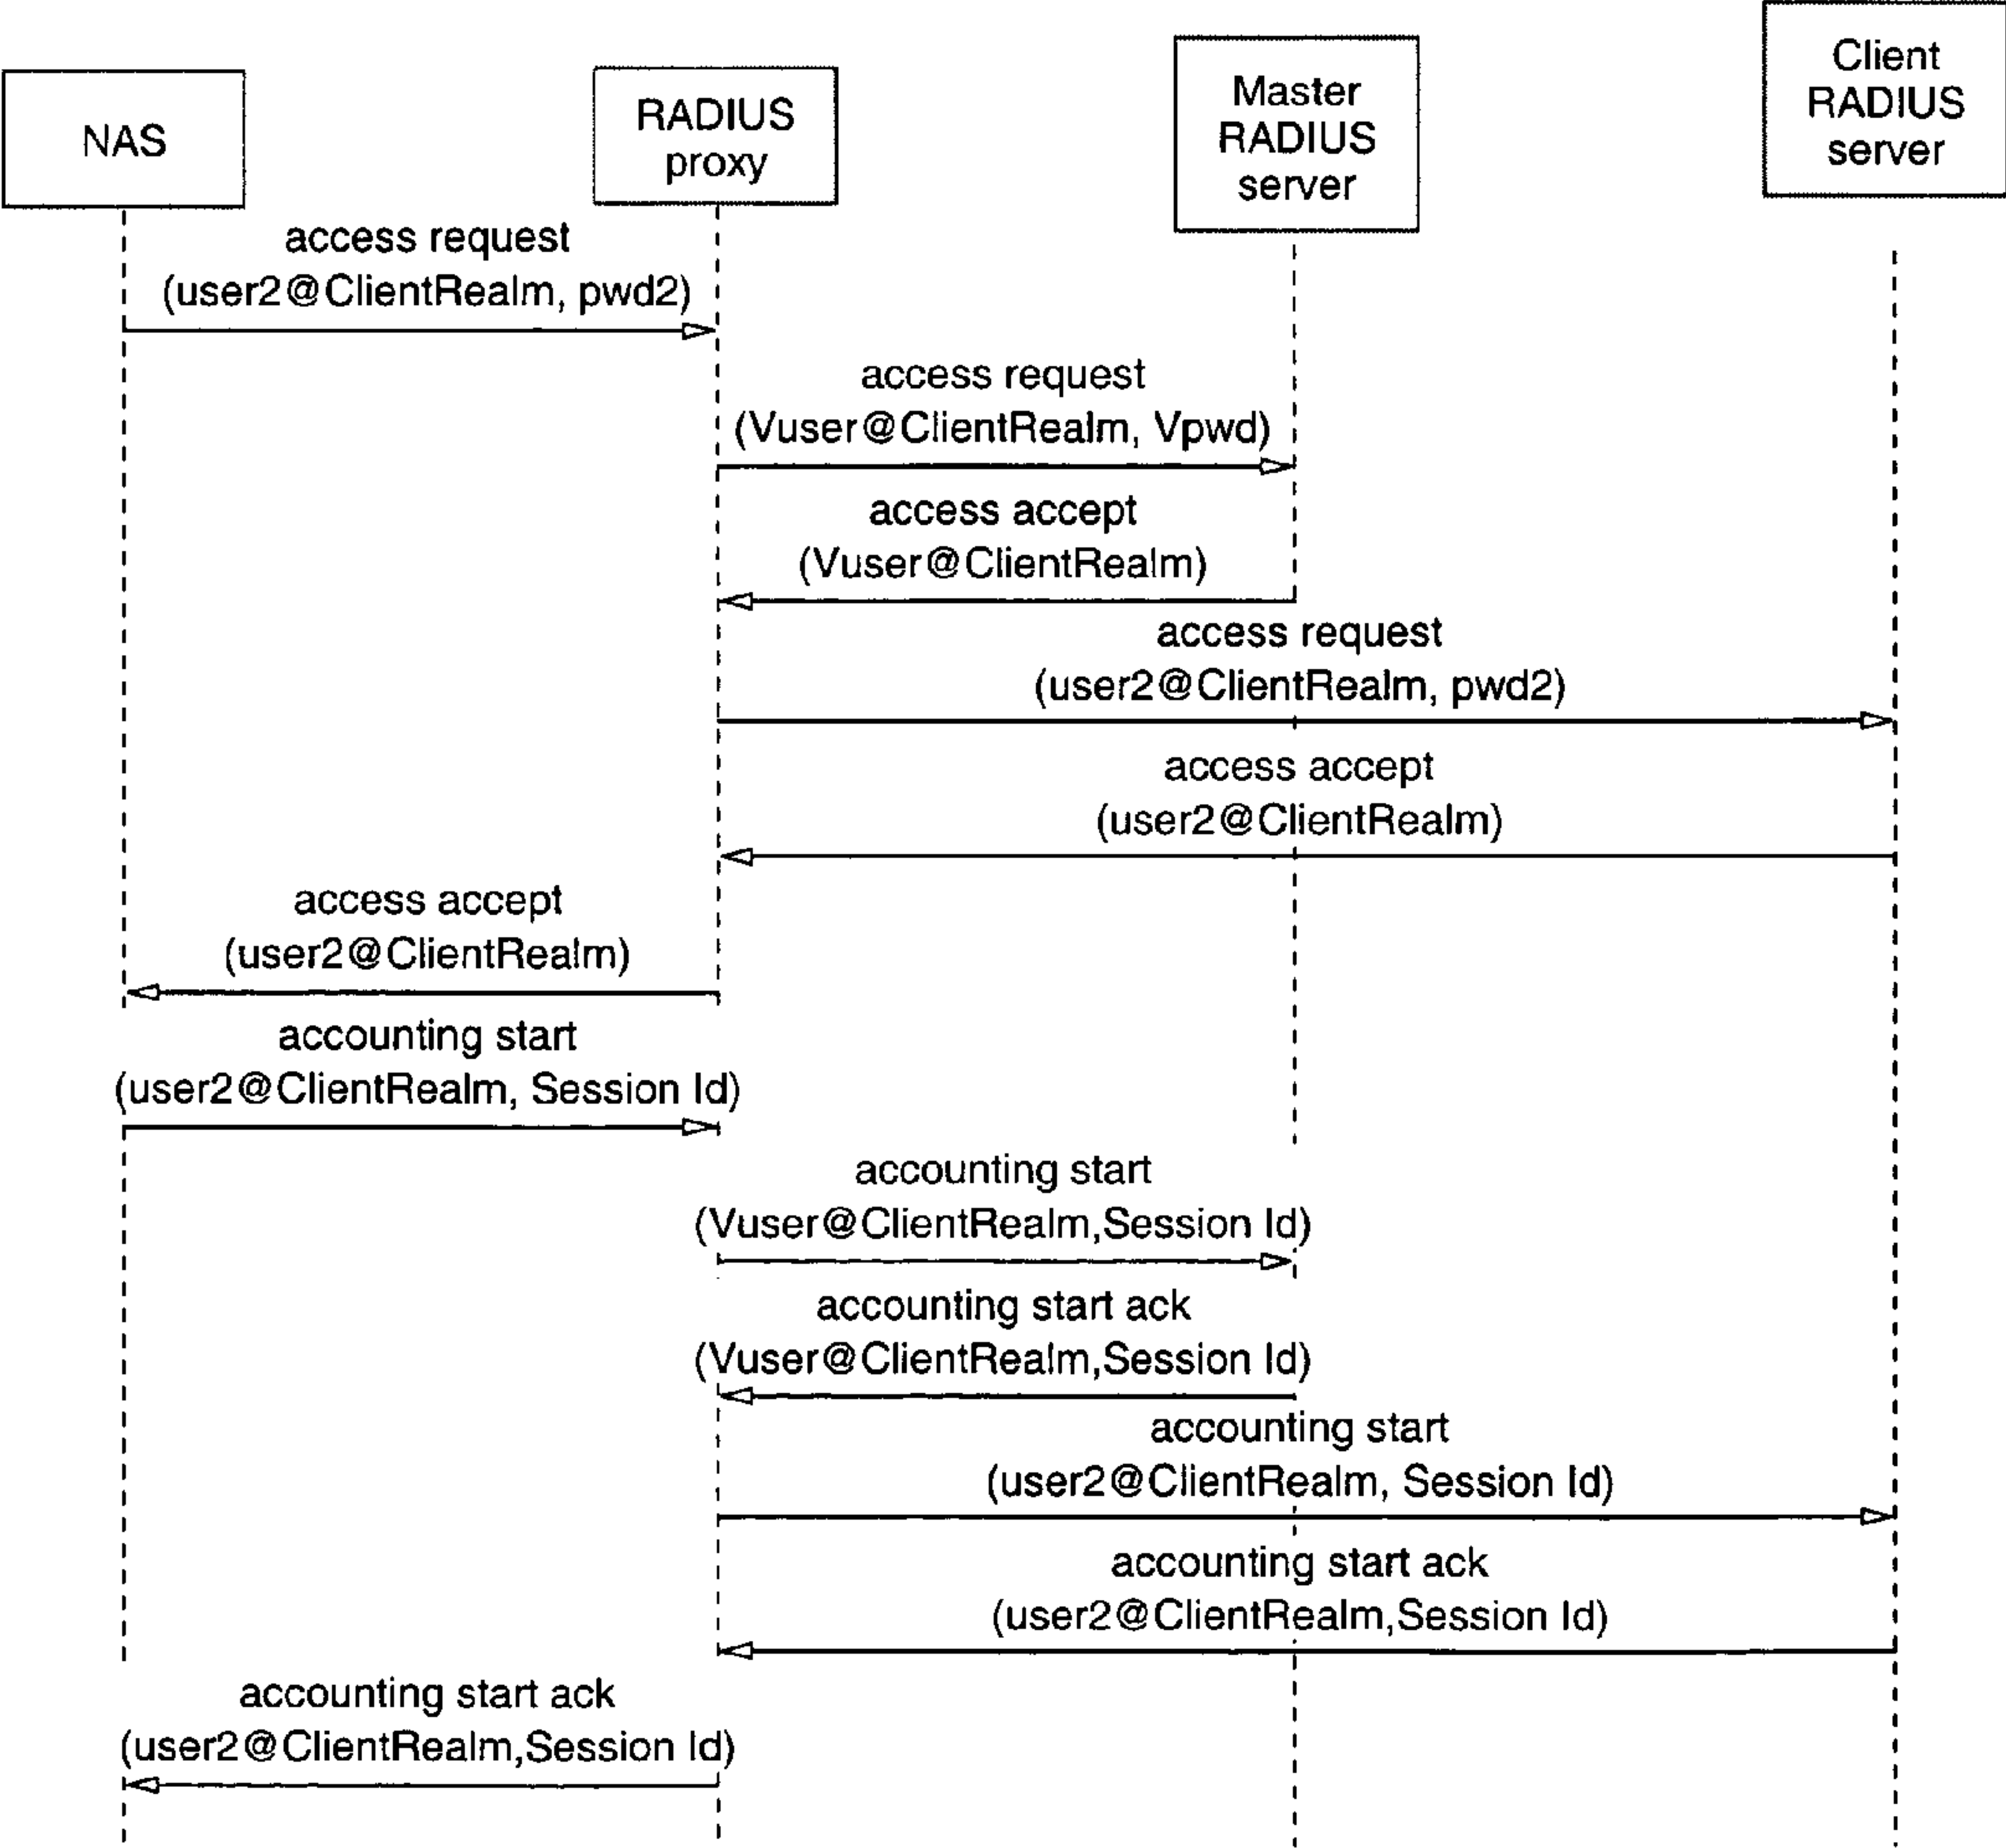 NAS
RADIUS
proxy
Master
RADIUS
server
Client
RADIUS
server
access request
(user2@ClientRealm, pwd2)
access request
(Vuser@ClientRealm, Vpwd)
access accept
(Vuser@ClientRealm)
access request
(user2@ClientRealm, pwd2)
access accept
(user2@ClientRealm)
access accept
(user2@ClientRealm)
accounting start
(user2@ClientRealm, Session Id)
accounting start
(Vuser@ClientRealm,Session Id)
accounting start ack
(Vuser@ClientRealm,Session Id)
accounting start
(user2@ClientRealm, Session Id)
accounting start ack
(user2@ClientRealm,Session Id)
accounting start ack
(user2@ClientRealm,Session Id)